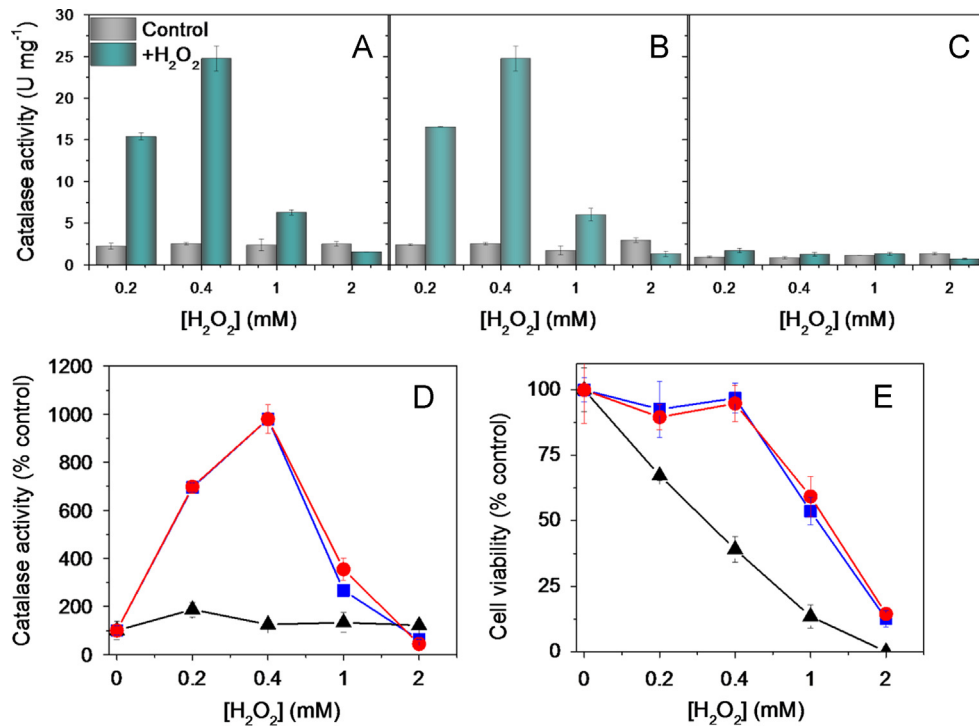 Control
+H₂O₂
A
B
C
Catalase activity (U mg⁻¹)
30
25
20
15
10
5
0
0.2 0.4 1 2
0.2 0.4 1 2
0.2 0.4 1 2
[H₂O₂] (mM)
[H₂O₂] (mM)
[H₂O₂] (mM)
D
Catalase activity (% control)
1200
1000
800
600
400
200
0
0 0.2 0.4 1 2
[H₂O₂] (mM)
E
Cell viability (% control)
100
75
50
25
0
0 0.2 0.4 1 2
[H₂O₂] (mM)